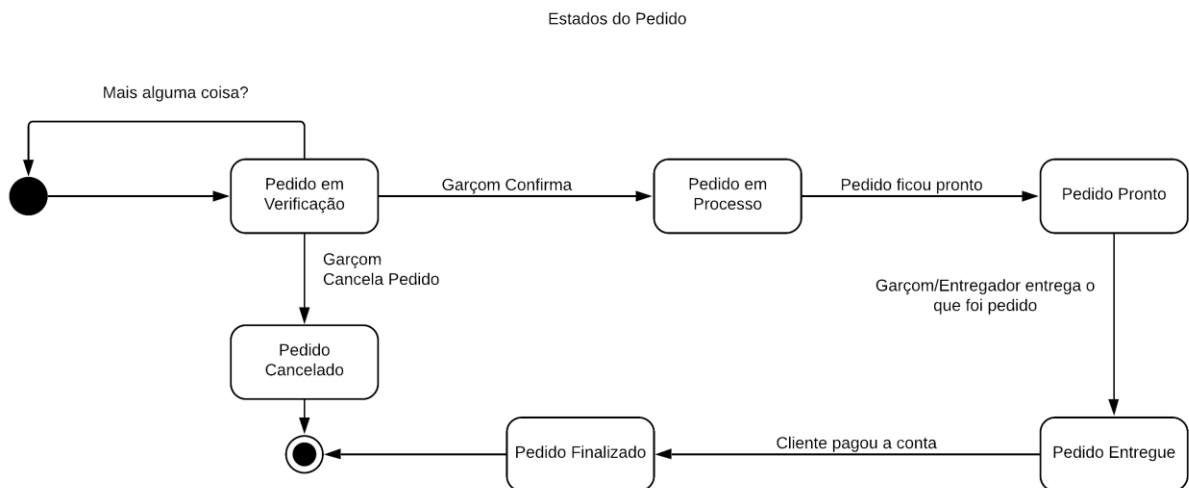 Estados do Pedido
Mais alguma coisa?
Pedido em
Verificação
Garçom Confirma
Pedido em
Processo
Pedido ficou pronto
Pedido Pronto
Garçom
Cancela Pedido
Garçom/Entregador entrega o
que foi pedido
Pedido
Cancelado
Pedido Finalizado
Cliente pagou a conta
Pedido Entregue